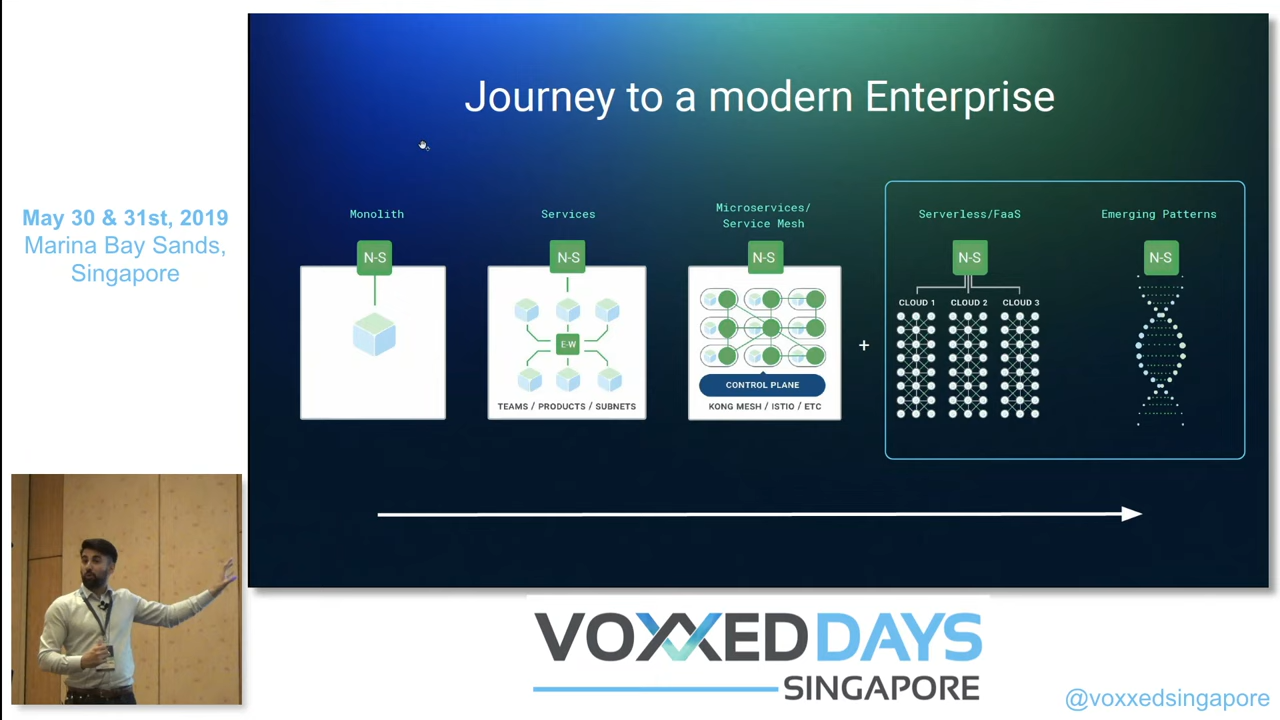 May 30 & 31st, 2019
Marina Bay Sands,
Singapore
Journey to a modern Enterprise
Monolith
N-S
Services
N-S
E-W
TEAMS / PRODUCTS / SUBNETS
Microservices/
Service Mesh
N-S
CONTROL PLANE
KONG MESH / ISTIO / ETC
+
Serverless/FaaS
N-S
CLOUD 1 CLOUD 2 CLOUD 3
Emerging Patterns
N-S
VOXXED DAYS
SINGAPORE
@voxxedsingapore